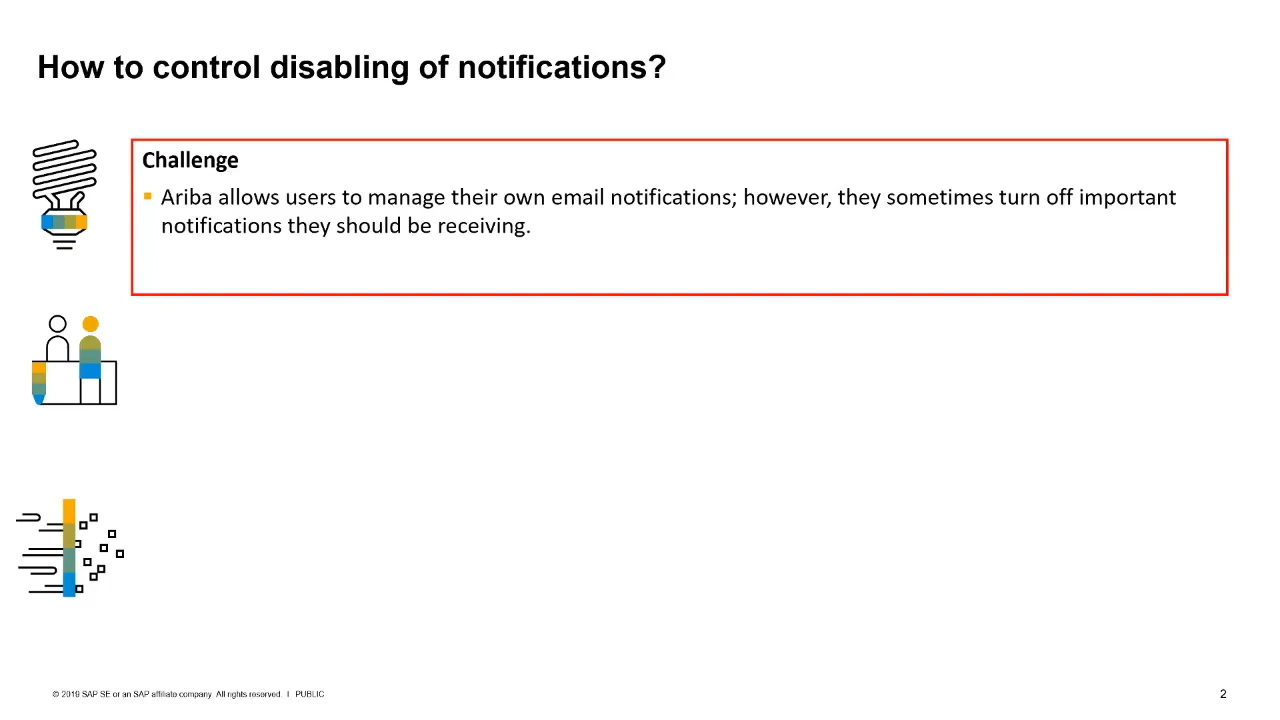 How to control disabling of notifications?
Challenge
▪ Ariba allows users to manage their own email notifications; however, they sometimes turn off important
notifications they should be receiving.
© 2019 SAP SE or an SAP affiliate company. All rights reserved. I PUBLIC
2